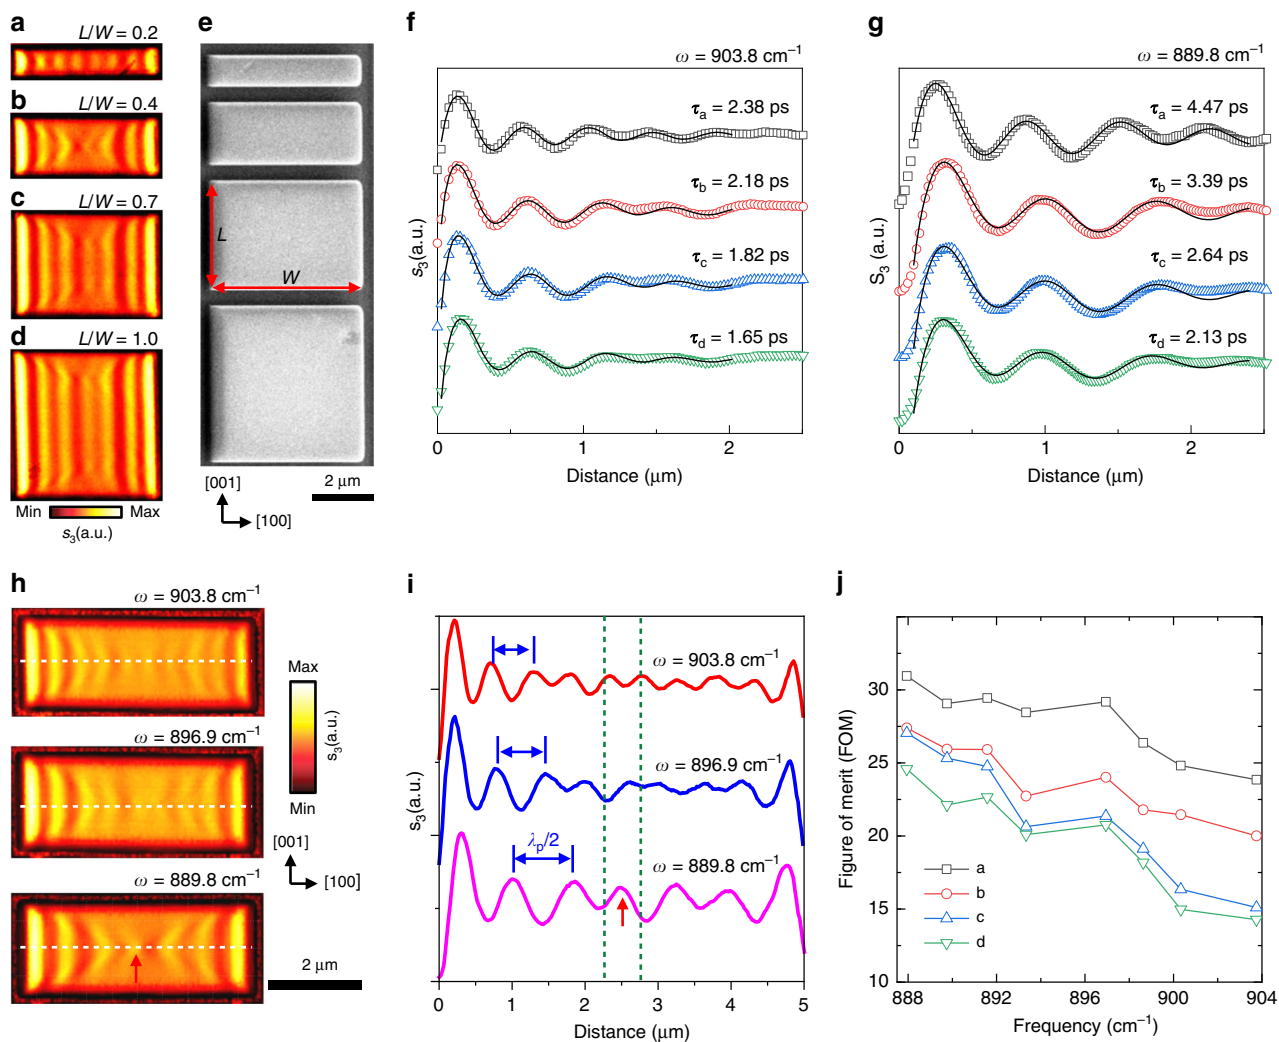 a
L/W = 0.2
b
L/W = 0.4
c
L/W = 0.7
d
L/W = 1.0
Min Max
s₃(a.u.)
e
L
W
[001]
[100]
2 μm
f
ω = 903.8 cm⁻¹
τa = 2.38 ps
τb = 2.18 ps
τc = 1.82 ps
τd = 1.65 ps
s₃(a.u.)
0 1 2
Distance (μm)
g
ω = 889.8 cm⁻¹
τa = 4.47 ps
τb = 3.39 ps
τc = 2.64 ps
τd = 2.13 ps
S₃ (a.u.)
0 1 2
Distance (μm)
h
ω = 903.8 cm⁻¹
ω = 896.9 cm⁻¹
ω = 889.8 cm⁻¹
Max
s₃(a.u.)
Min
[001]
[100]
2 μm
i
ω = 903.8 cm⁻¹
ω = 896.9 cm⁻¹
λp/2
ω = 889.8 cm⁻¹
s₃(a.u.)
0 1 2 3 4 5
Distance (μm)
j
Figure of merit (FOM)
30
25
20
15
10
a
b
c
d
888 892 896 900 904
Frequency (cm⁻¹)